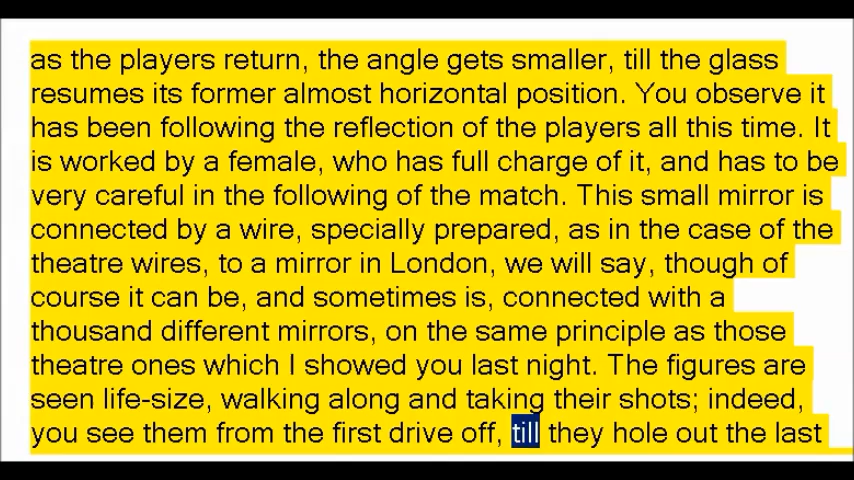 as the players return, the angle gets smaller, till the glass
resumes its former almost horizontal position. You observe it
has been following the reflection of the players all this time. It
is worked by a female, who has full charge of it, and has to be
very careful in the following of the match. This small mirror is
connected by a wire, specially prepared, as in the case of the
theatre wires, to a mirror in London, we will say, though of
course it can be, and sometimes is, connected with a
thousand different mirrors, on the same principle as those
theatre ones which I showed you last night. The figures are
seen life-size, walking along and taking their shots; indeed,
you see them from the first drive off, till they hole out the last